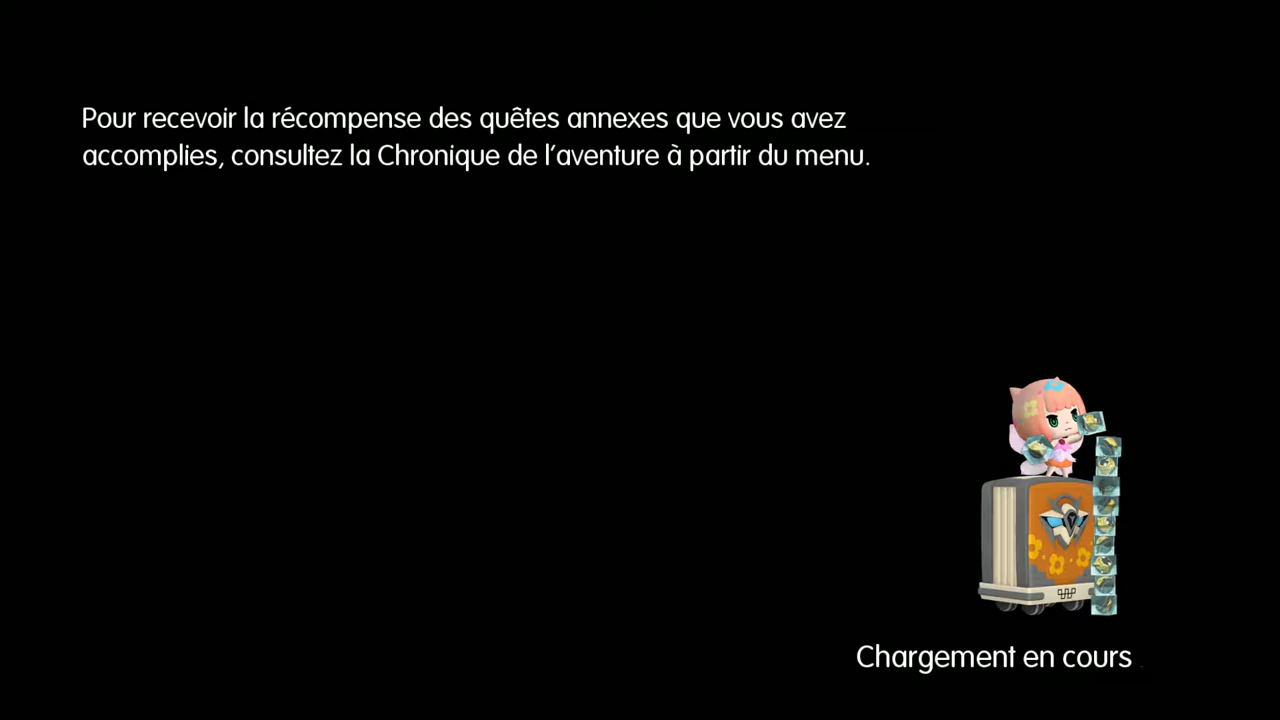 Pour recevoir la récompense des quêtes annexes que vous avez
accomplies, consultez la Chronique de l'aventure à partir du menu.
Chargement en cours